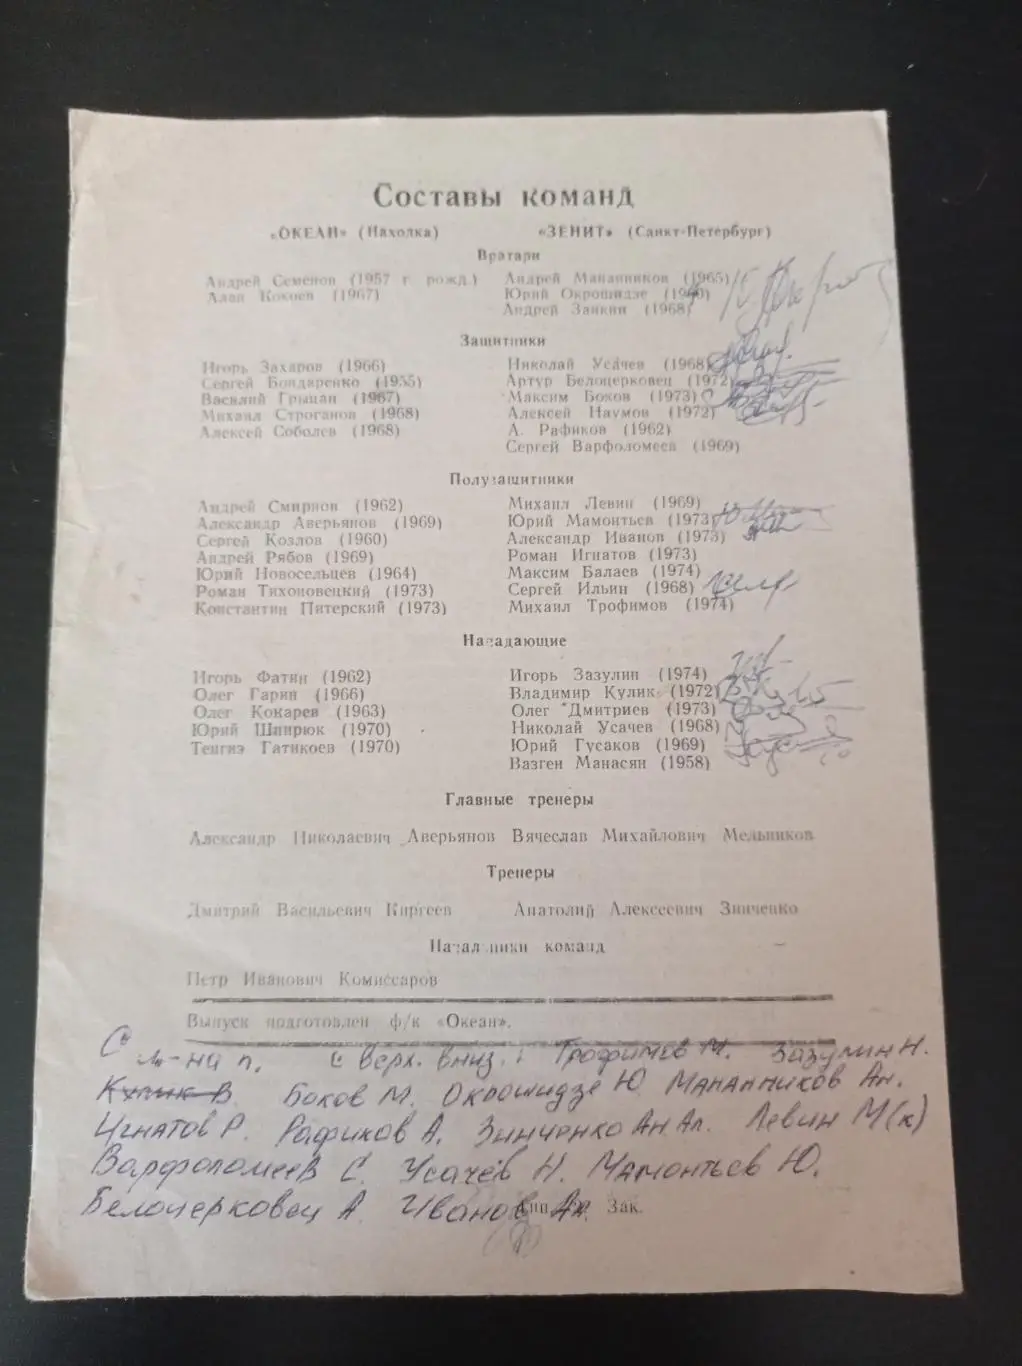 Составы команд
«ОКЕАН» (Находка) «ЗЕНИТ» (Санкт-Петербург)
Вратари
Андрей Семенов (1957 г. рожд.) Андрей Мананников (1965)
Алан Кокоев (1967) Юрий Окрошидзе (1970)
Андрей Занкин (1968)
Защитники
Игорь Захаров (1966) Николай Усачев (1968)
Сергей Бондаренко (1955) Артур Белоцерковец (1972)
Василий Грыцан (1967) Максим Боков (1973)
Михаил Строганов (1968) Алексей Наумов (1972)
Алексей Соболев (1968) А. Рафиков (1962)
Сергей Варфоломеев (1969)
Полузащитники
Андрей Смирнов (1962) Михаил Левин (1969)
Александр Аверьянов (1969) Юрий Мамонтьев (1973)
Сергей Козлов (1960) Александр Иванов (1973)
Андрей Рябов (1969) Роман Игнатов (1973)
Юрий Новосельцев (1964) Максим Балаев (1974)
Роман Тихоновецкий (1973) Сергей Ильин (1968)
Константин Питерский (1973) Михаил Трофимов (1974)
Нападающие
Игорь Фатин (1962) Игорь Зазулин (1974)
Олег Гарин (1966) Владимир Кулик (1972)
Олег Кокарев (1963) Олег Дмитриев (1973)
Юрий Шпирюк (1970) Николай Усачев (1968)
Тенгиз Гатикоев (1970) Юрий Гусаков (1969)
Вазген Манасян (1958)
Главные тренеры
Александр Николаевич Аверьянов Вячеслав Михайлович Мельников
Тренеры
Дмитрий Васильевич Киргеев Анатолий Алексеевич Зинченко
Начальники команд
Петр Иванович Комиссаров
Выпуск подготовлен ф/к «Океан».
С л-на п. с верх. вниз: Трофимов М. Зазулин Н.
Кулик В. Боков М. Окрошидзе Ю Мананников Ан.
Игнатов Р. Рафиков А. Зинченко Ан.Ал. Левин М(к)
Варфоломеев С. Усачёв Н. Мамонтьев Ю.
Белоцерковец А. Иванов Ал. Зак.